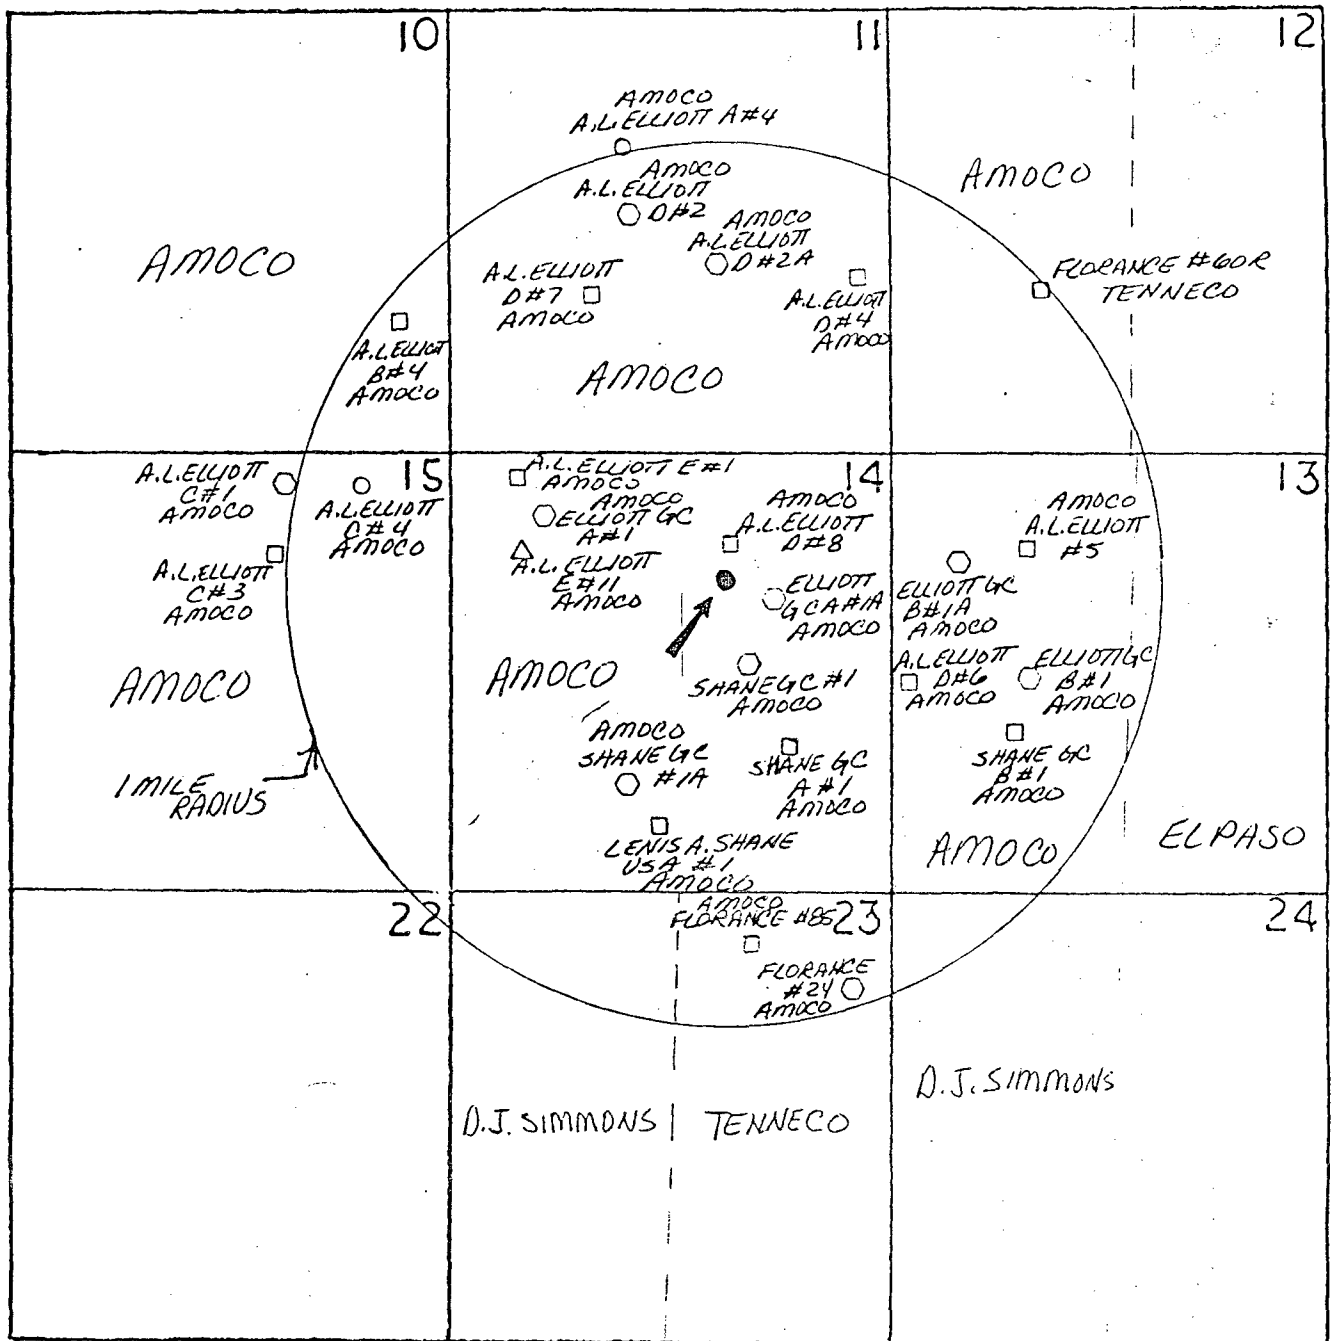 10
11
12
AMOCO
A.L. ELLIOTT A#4
AMOCO
A.L. ELLIOTT
D#2
AMOCO
A.L. ELLIOTT
D#2A
AMOCO
AMOCO
A.L. ELLIOTT
D#7
AMOCO
A.L. ELLIOTT
D#4
AMOCO
FLORANCE #60R
TENNECO
A.L. ELLIOTT
B#4
AMOCO
AMOCO
15
14
13
A.L. ELLIOTT
C#1
AMOCO
A.L. ELLIOTT
C#4
AMOCO
A.L. ELLIOTT
C#3
AMOCO
AMOCO
1 MILE
RADIUS
A.L. ELLIOTT E#1
AMOCO
AMOCO
ELLIOTT GC
A#1
A.L. ELLIOTT
E#11
AMOCO
AMOCO
A.L. ELLIOTT
D#8
ELLIOTT
GCA#1A
AMOCO
AMOCO
SHANE GC #1
AMOCO
AMOCO
SHANE GC
#1A
SHANE GC
A#1
AMOCO
LENIS A. SHANE
USA #1
AMOCO
AMOCO
A.L. ELLIOTT
#5
ELLIOTT GC
B#1A
AMOCO
A.L. ELLIOTT
D#6
AMOCO
ELLIOTT GC
B#1
AMOCO
SHANE GC
B#1
AMOCO
AMOCO
EL PASO
22
23
24
AMOCO
FLORANCE #85
FLORANCE
#24
AMOCO
D.J. SIMMONS
TENNECO
D.J. SIMMONS